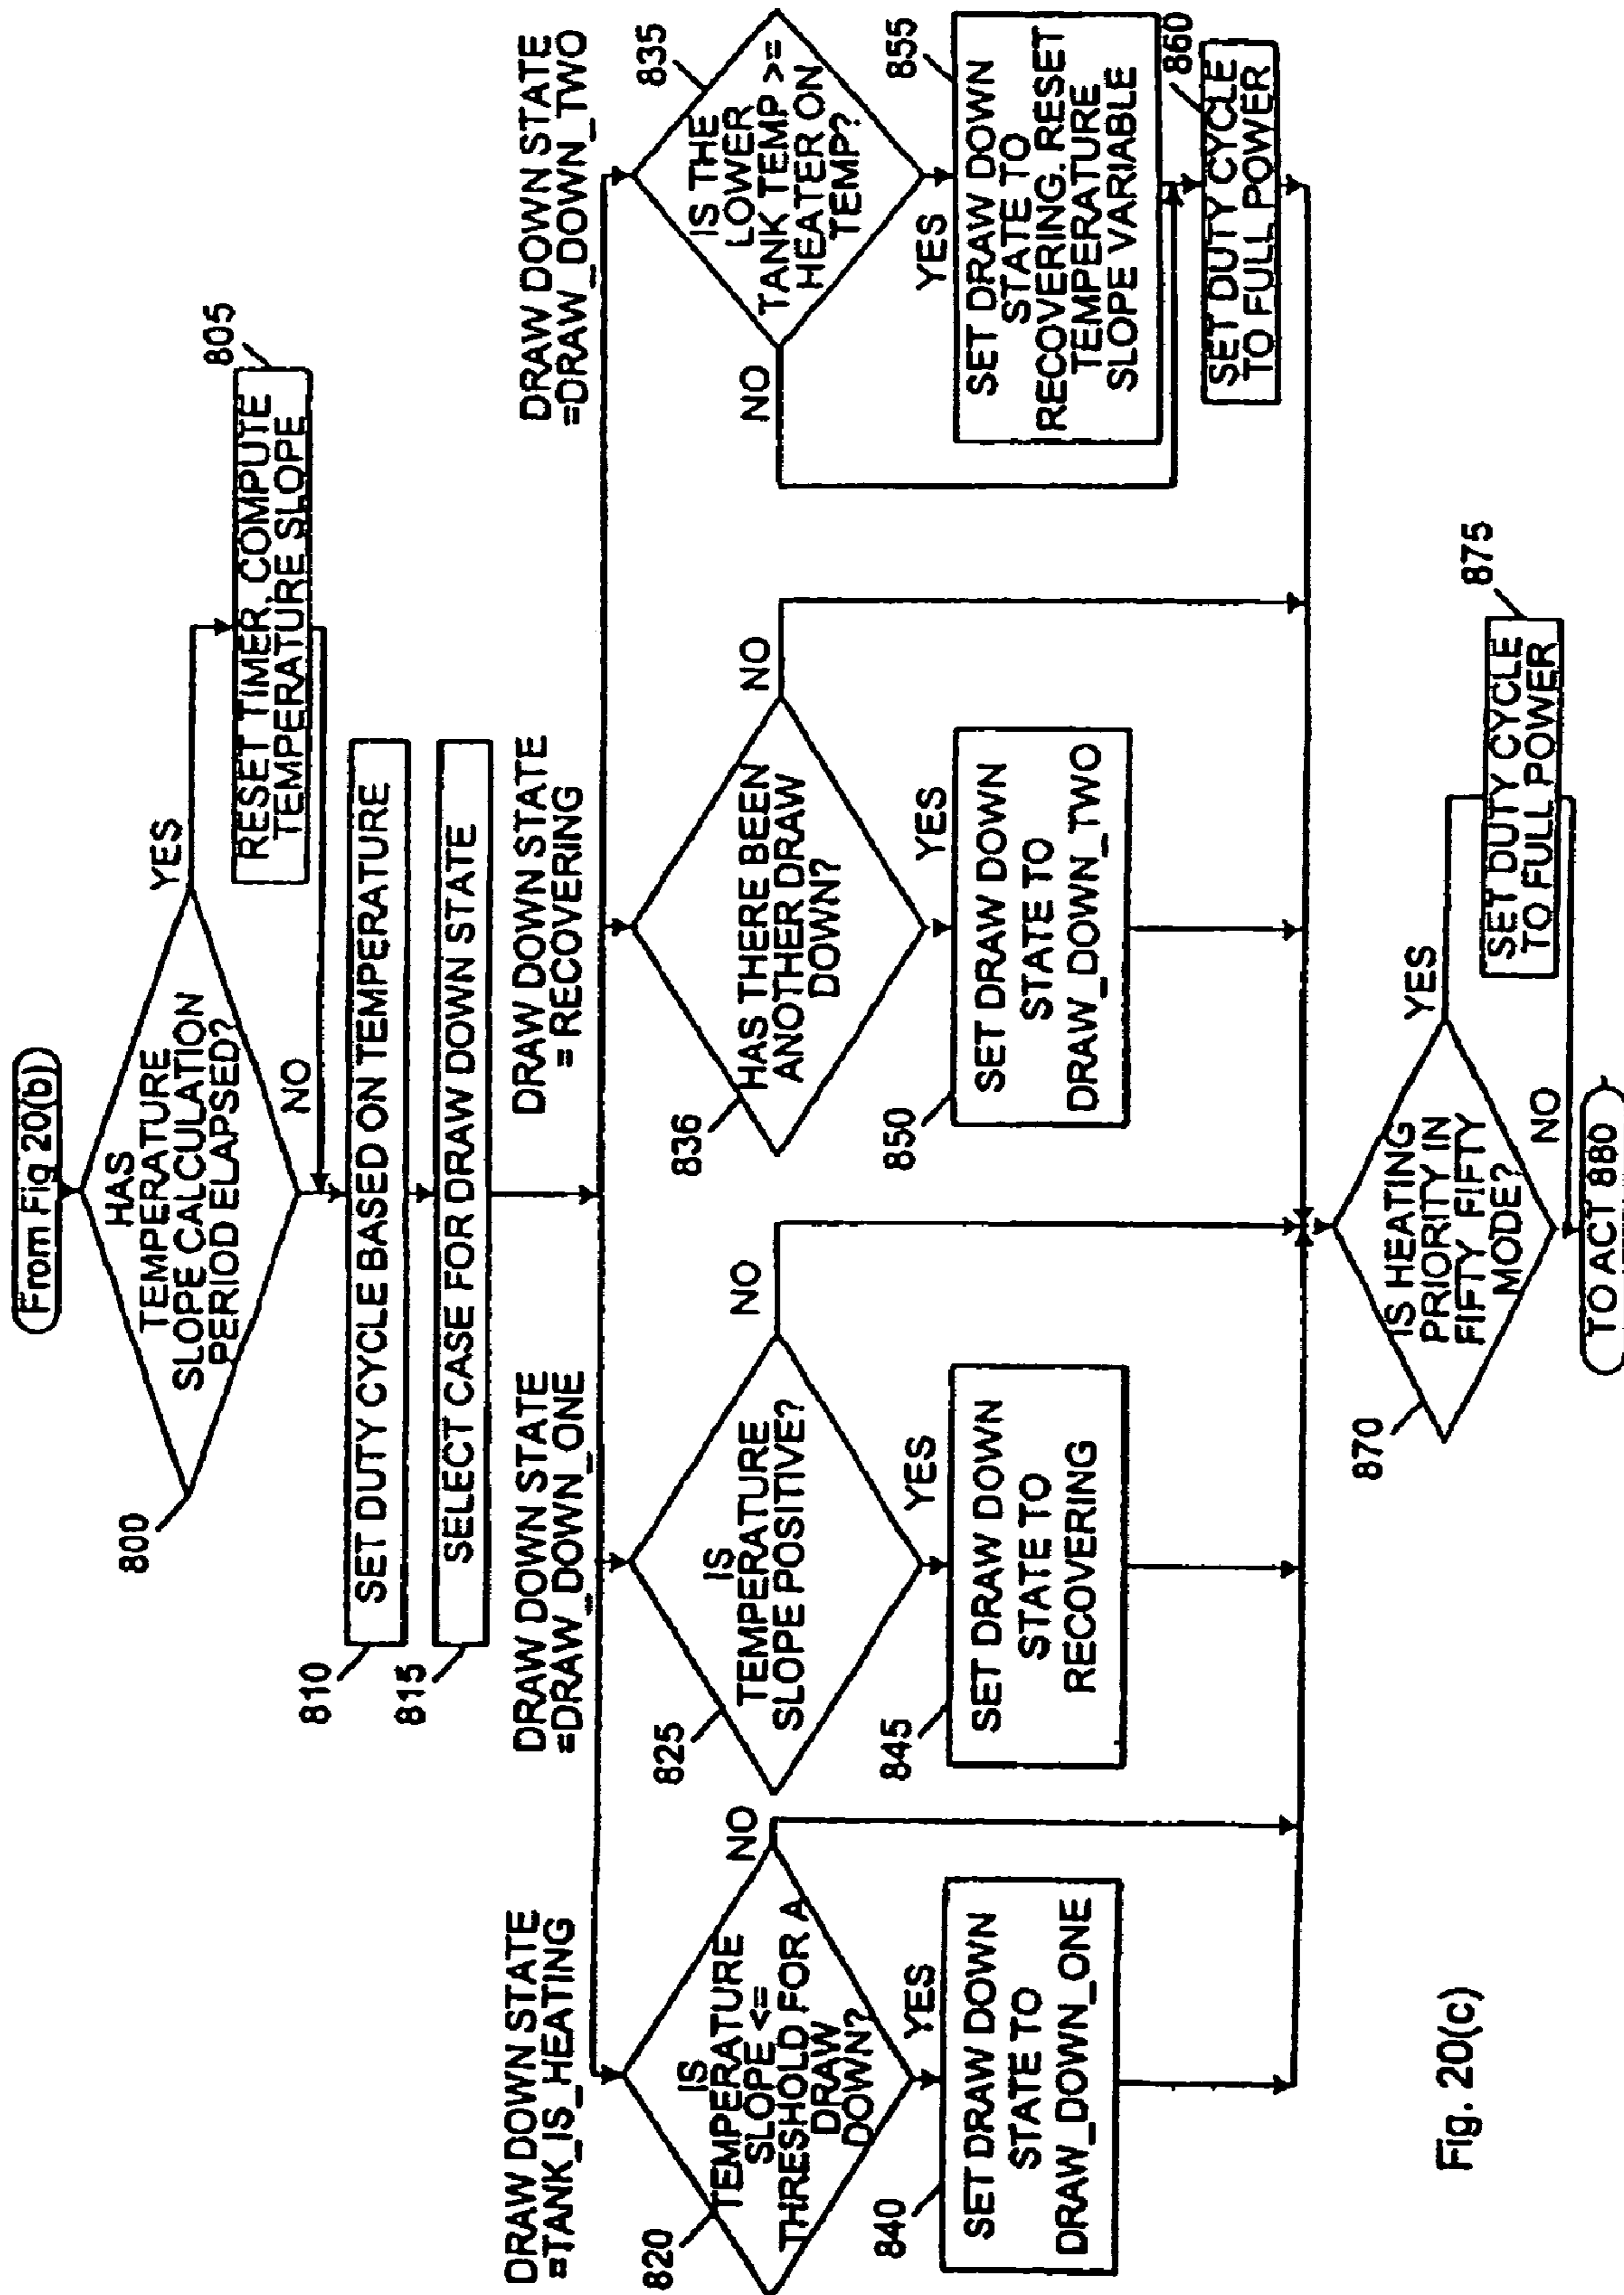 From Fig 20(b)
HAS
TEMPERATURE
SLOPE CALCULATION
PERIOD ELAPSED?
800
YES
NO
805
RESET TIMER, COMPUTE
TEMPERATURE SLOPE
810
SET DUTY CYCLE BASED ON TEMPERATURE
815
SELECT CASE FOR DRAW DOWN STATE
DRAW DOWN STATE
=TANK_IS_HEATING
DRAW DOWN STATE
=DRAW_DOWN_ONE
DRAW DOWN STATE
= RECOVERING
DRAW DOWN STATE
=DRAW_DOWN_TWO
820
IS
TEMPERATURE
SLOPE <=
THRESHOLD FOR A
DRAW
DOWN?
NO
YES
840
SET DRAW DOWN
STATE TO
DRAW_DOWN_ONE
825
IS
TEMPERATURE
SLOPE POSITIVE?
NO
YES
845
SET DRAW DOWN
STATE TO
RECOVERING
836
HAS THERE BEEN
ANOTHER DRAW
DOWN?
NO
YES
850
SET DRAW DOWN
STATE TO
DRAW_DOWN_TWO
835
IS THE
LOWER
TANK TEMP >=
HEATER ON
TEMP?
NO
YES
855
SET DRAW DOWN
STATE TO
RECOVERING. RESET
TEMPERATURE
SLOPE VARIABLE
860
SET DUTY CYCLE
TO FULL POWER
870
IS HEATING
PRIORITY IN
FIFTY FIFTY
MODE?
YES
NO
875
SET DUTY CYCLE
TO FULL POWER
TO ACT 880
Fig. 20(c)